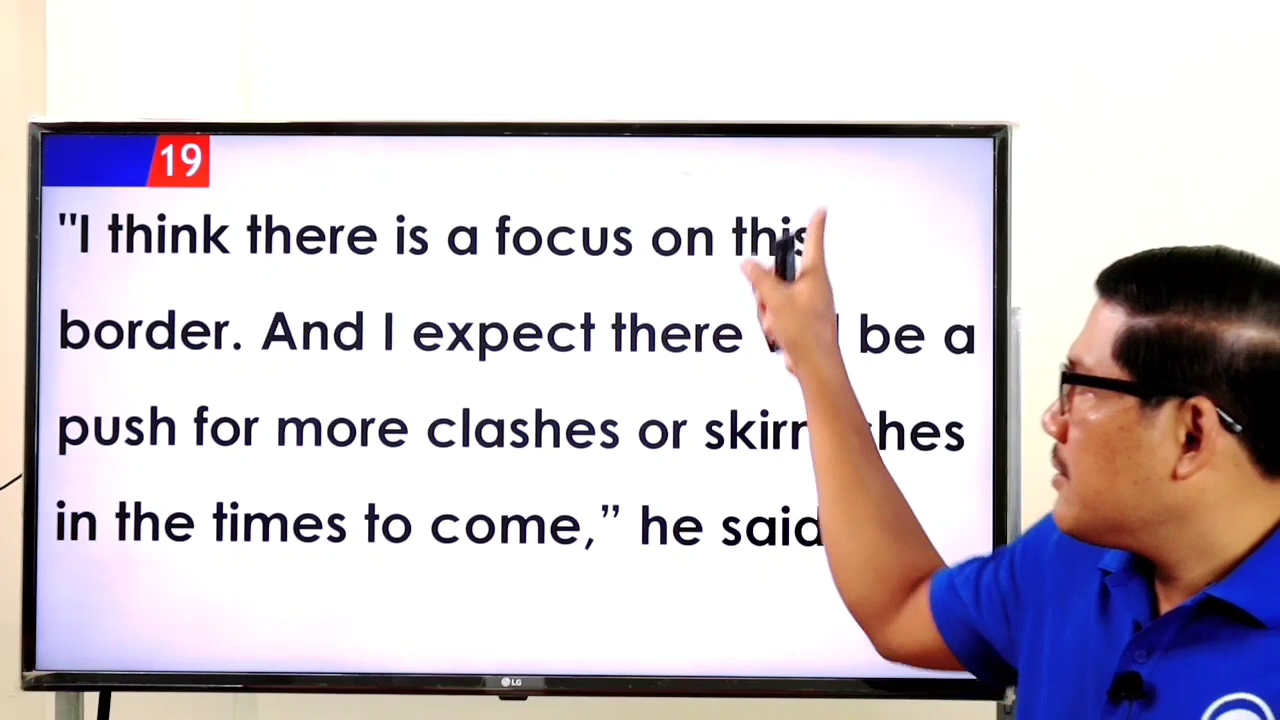 19
"I think there is a focus on this
border. And I expect there be a
push for more clashes or
in the times to come,” he said
LG